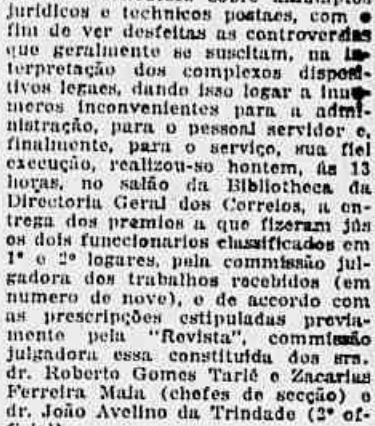 juridicos e technicos postaes, com o
fim de ver desfeitas as controversias
que geralmente se suscitam, na in-
terpretação dos complexos disposi-
tivos legaes, dando isso logar a innu-
meros inconvenientes para a admi-
nistração, para o pessoal servidor e,
finalmente, para o serviço, sua fiel
execução, realizou-so hontem, ás 13
horas, no salão da Bibliotheca da
Directoria Geral dos Correios, a en-
trega dos premios a que fizeram jús
os dois funccionarios classificados em
1º e 2º logares, pela commissão jul-
gadora dos trabalhos recebidos (em
numero de nove), e de accordo com
as prescripções estipuladas previa-
mente pela "Revista", commissão
julgadora essa constituida dos srs.
dr. Roberto Gomes Tarlé e Zacarias
Ferreira Maia (chefes de secção) e
dr. João Avelino da Trindade (2º of-